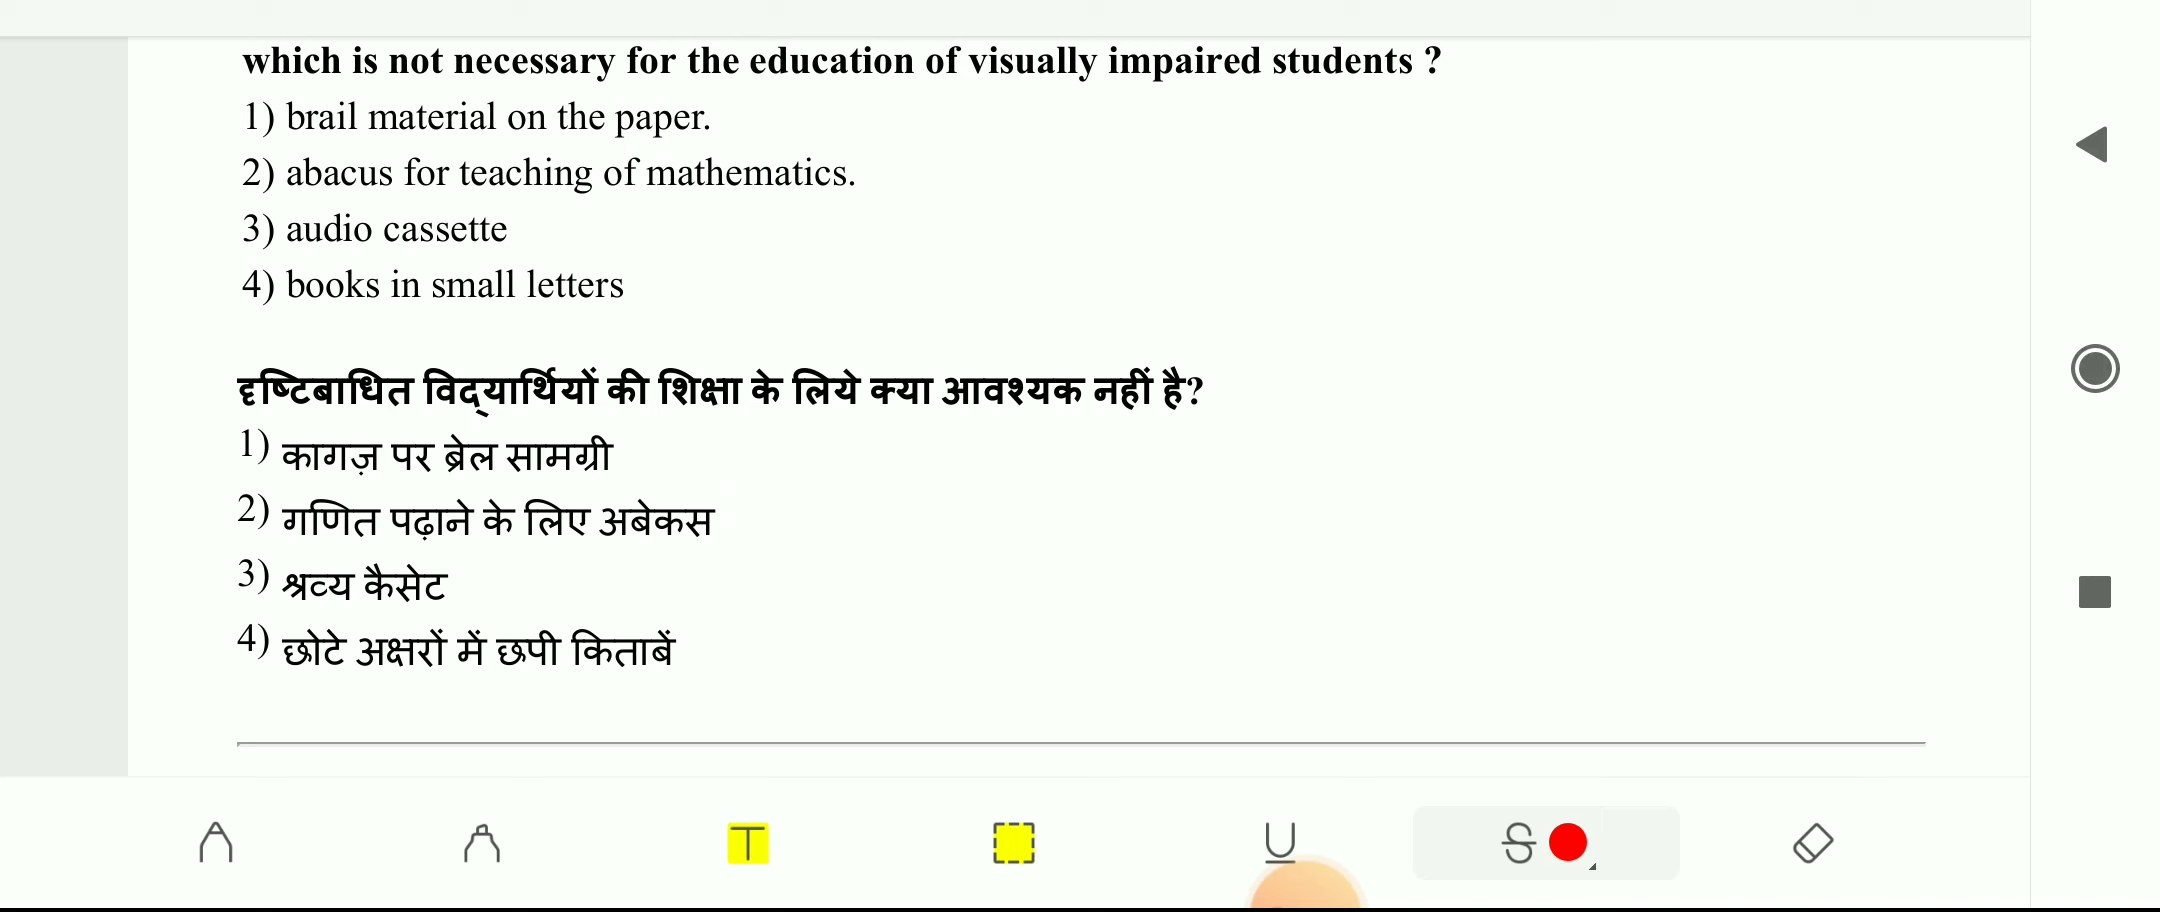 which is not necessary for the education of visually impaired students ?
1) brail material on the paper.
2) abacus for teaching of mathematics.
3) audio cassette
4) books in small letters
दृष्टिबाधित विद्यार्थियों की शिक्षा के लिये क्या आवश्यक नहीं है?
1) कागज़ पर ब्रेल सामग्री
2) गणित पढ़ाने के लिए अबेकस
3) श्रव्य कैसेट
4) छोटे अक्षरों में छपी किताबें